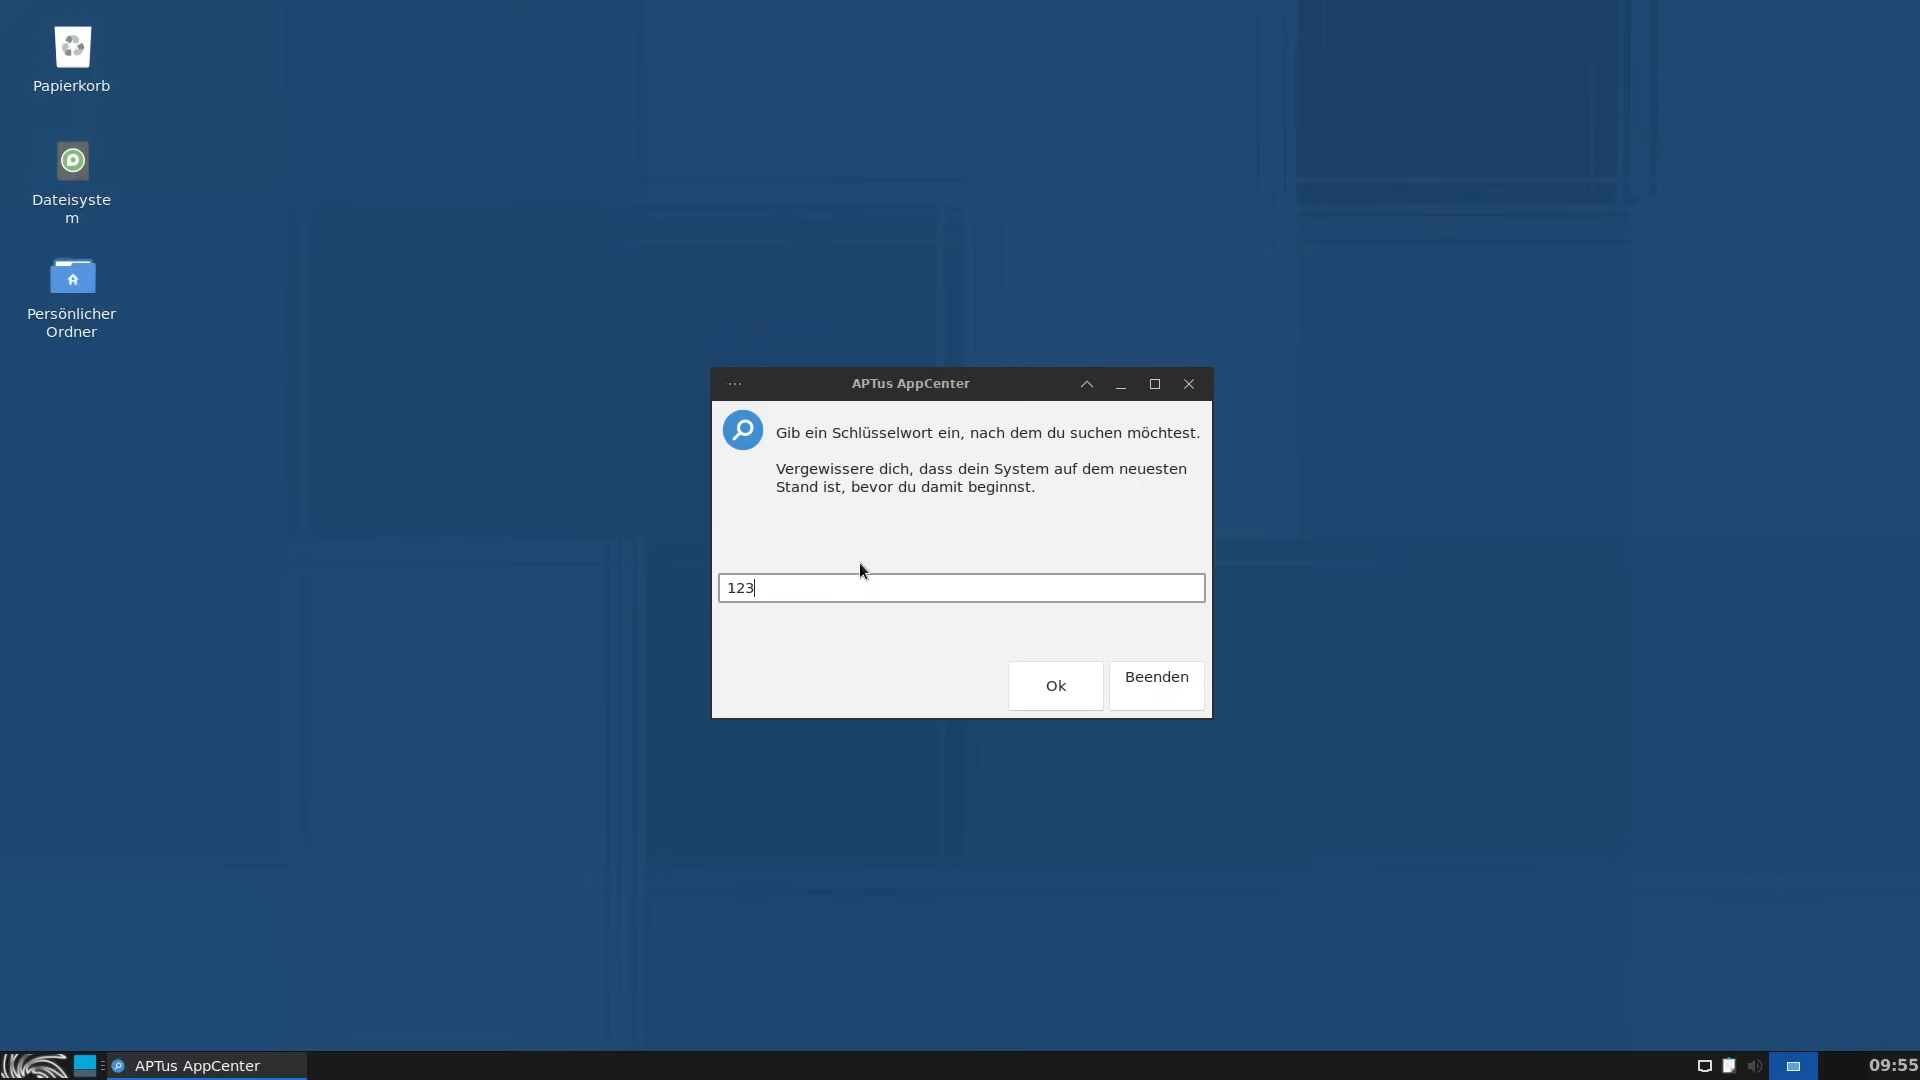 Papierkorb
Dateisyste
m
Persönlicher
Ordner
APTus AppCenter
Gib ein Schlüsselwort ein, nach dem du suchen möchtest.
Vergewissere dich, dass dein System auf dem neuesten
Stand ist, bevor du damit beginnst.
123
Ok
Beenden
APTus AppCenter
09:55